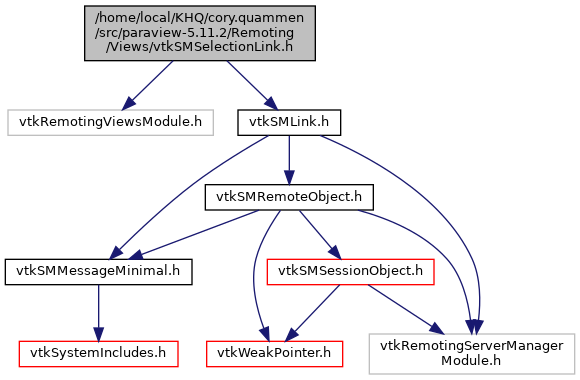 /home/local/KHQ/cory.quammen
/src/paraview-5.11.2/Remoting
/Views/vtkSMSelectionLink.h
vtkRemotingViewsModule.h
vtkSMLink.h
vtkSMRemoteObject.h
vtkSMMessageMinimal.h
vtkSMSessionObject.h
vtkSystemIncludes.h
vtkWeakPointer.h
vtkRemotingServerManager
Module.h